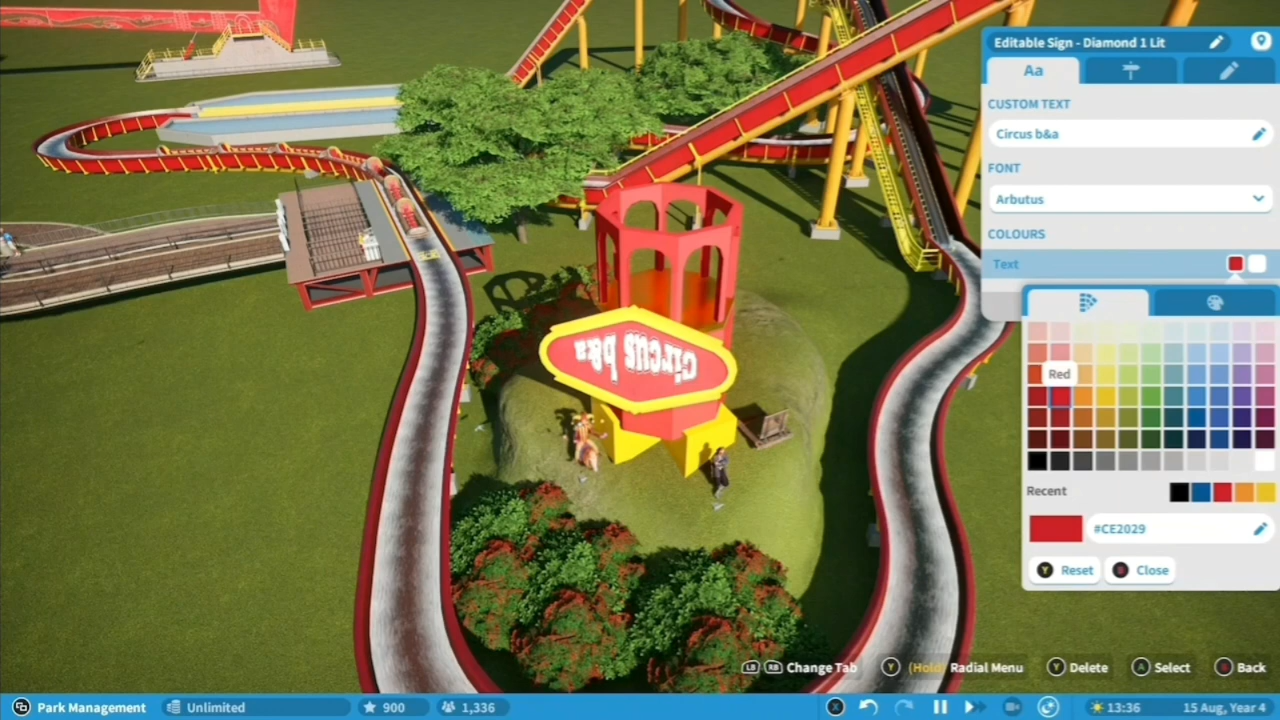 Editable Sign - Diamond 1 Lit
Aa
CUSTOM TEXT
Circus b&a
FONT
Arbutus
COLOURS
Text
Red
circus b&a
Recent
#CE2029
Y Reset
B Close
LB RB Change Tab
Y (Hold) Radial Menu
Y Delete
A Select
B Back
Park Management
Unlimited
900
1,336
X
13:36
15 Aug, Year 4